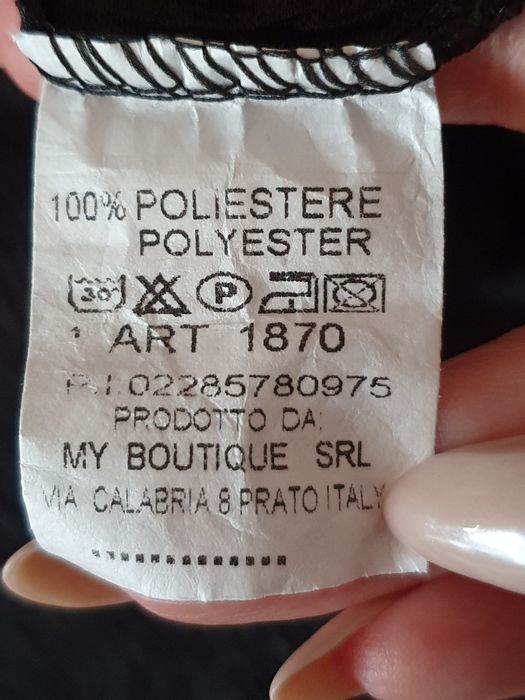 100% POLIESTERE
POLYESTER
30° P
ART 1870
P.I.02285780975
PRODOTTO DA:
MY BOUTIQUE SRL
VIA CALABRIA 8 PRATO ITALY